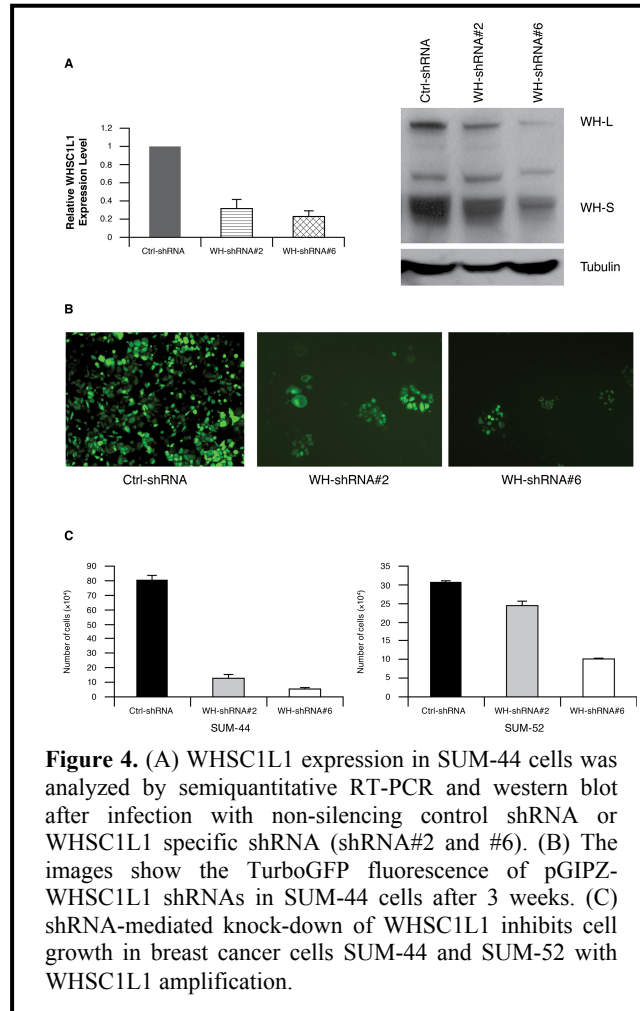 A
Ctrl-shRNA
WH-shRNA#2
WH-shRNA#6
Relative WHSC1L1
Expression Level
1.2
1
0.8
0.6
0.4
0.2
0
Ctrl-shRNA WH-shRNA#2 WH-shRNA#6
WH-L
WH-S
Tubulin
B
Ctrl-shRNA WH-shRNA#2 WH-shRNA#6
C
Number of cells (×10⁴)
90
80
70
60
50
40
30
20
10
0
Ctrl-shRNA WH-shRNA#2 WH-shRNA#6
SUM-44
Number of cells (×10⁴)
35
30
25
20
15
10
5
0
Ctrl-shRNA WH-shRNA#2 WH-shRNA#6
SUM-52
Figure 4. (A) WHSC1L1 expression in SUM-44 cells was
analyzed by semiquantitative RT-PCR and western blot
after infection with non-silencing control shRNA or
WHSC1L1 specific shRNA (shRNA#2 and #6). (B) The
images show the TurboGFP fluorescence of pGIPZ-
WHSC1L1 shRNAs in SUM-44 cells after 3 weeks. (C)
shRNA-mediated knock-down of WHSC1L1 inhibits cell
growth in breast cancer cells SUM-44 and SUM-52 with
WHSC1L1 amplification.